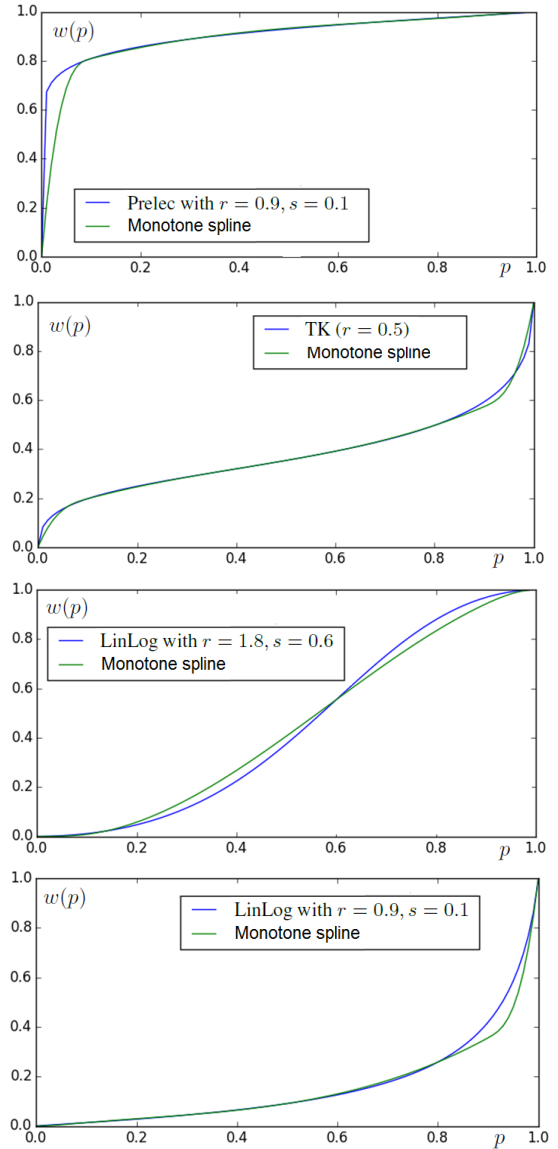 1.0
w(p)
0.8
0.6
0.4
Prelec with r = 0.9, s = 0.1
Monotone spline
0.2
0.0
0.0 0.2 0.4 0.6 0.8 p 1.0
1.0
w(p)
TK (r = 0.5)
Monotone spline
0.8
0.6
0.4
0.2
0.0
0.0 0.2 0.4 0.6 0.8 p 1.0
1.0
w(p)
LinLog with r = 1.8, s = 0.6
Monotone spline
0.8
0.6
0.4
0.2
0.0
0.0 0.2 0.4 0.6 0.8 p 1.0
1.0
w(p)
LinLog with r = 0.9, s = 0.1
Monotone spline
0.8
0.6
0.4
0.2
0.0
0.0 0.2 0.4 0.6 0.8 p 1.0